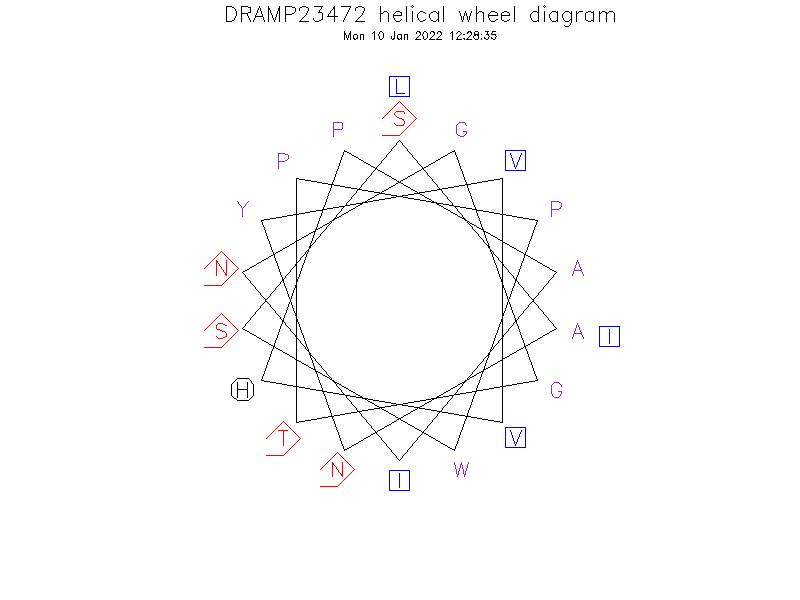 DRAMP23472 helical wheel diagram
Mon 10 Jan 2022 12:28:35
L
S
P G
P V
Y P
N A
S A I
H G
T V
N I W